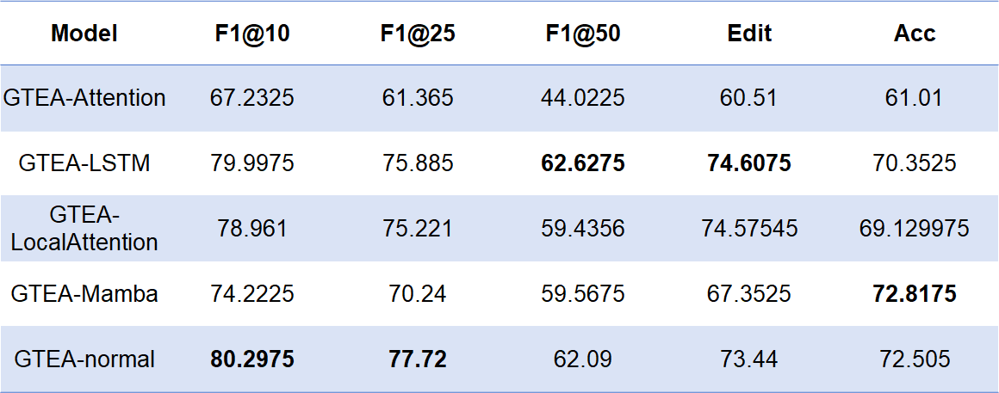 Model F1@10 F1@25 F1@50 Edit Acc
GTEA-Attention 67.2325 61.365 44.0225 60.51 61.01
GTEA-LSTM 79.9975 75.885 62.6275 74.6075 70.3525
GTEA-
LocalAttention 78.961 75.221 59.4356 74.57545 69.129975
GTEA-Mamba 74.2225 70.24 59.5675 67.3525 72.8175
GTEA-normal 80.2975 77.72 62.09 73.44 72.505